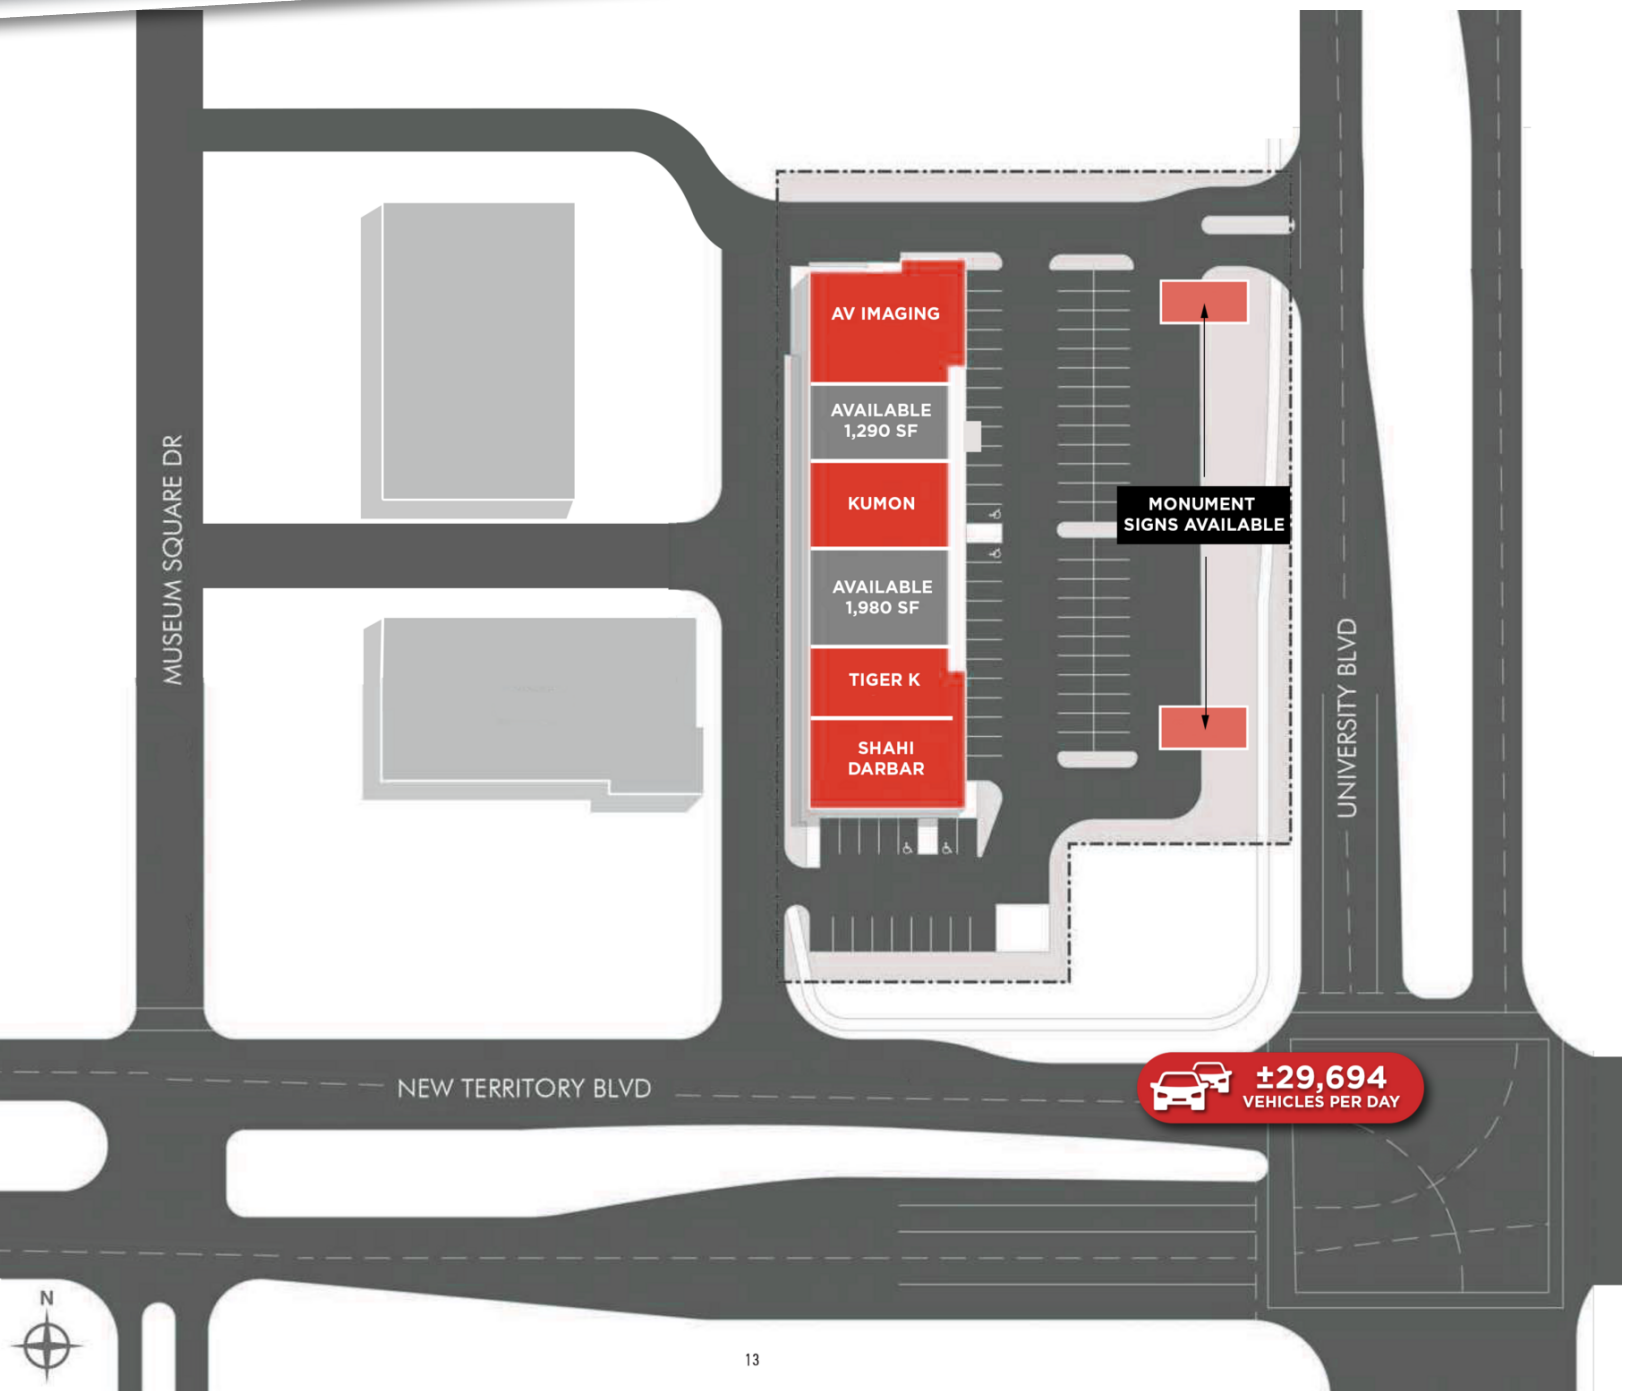 AV IMAGING
AVAILABLE
1,290 SF
KUMON
MONUMENT
SIGNS AVAILABLE
AVAILABLE
1,980 SF
TIGER K
SHAHI
DARBAR
MUSEUM SQUARE DR
UNIVERSITY BLVD
NEW TERRITORY BLVD
±29,694
VEHICLES PER DAY
N
13